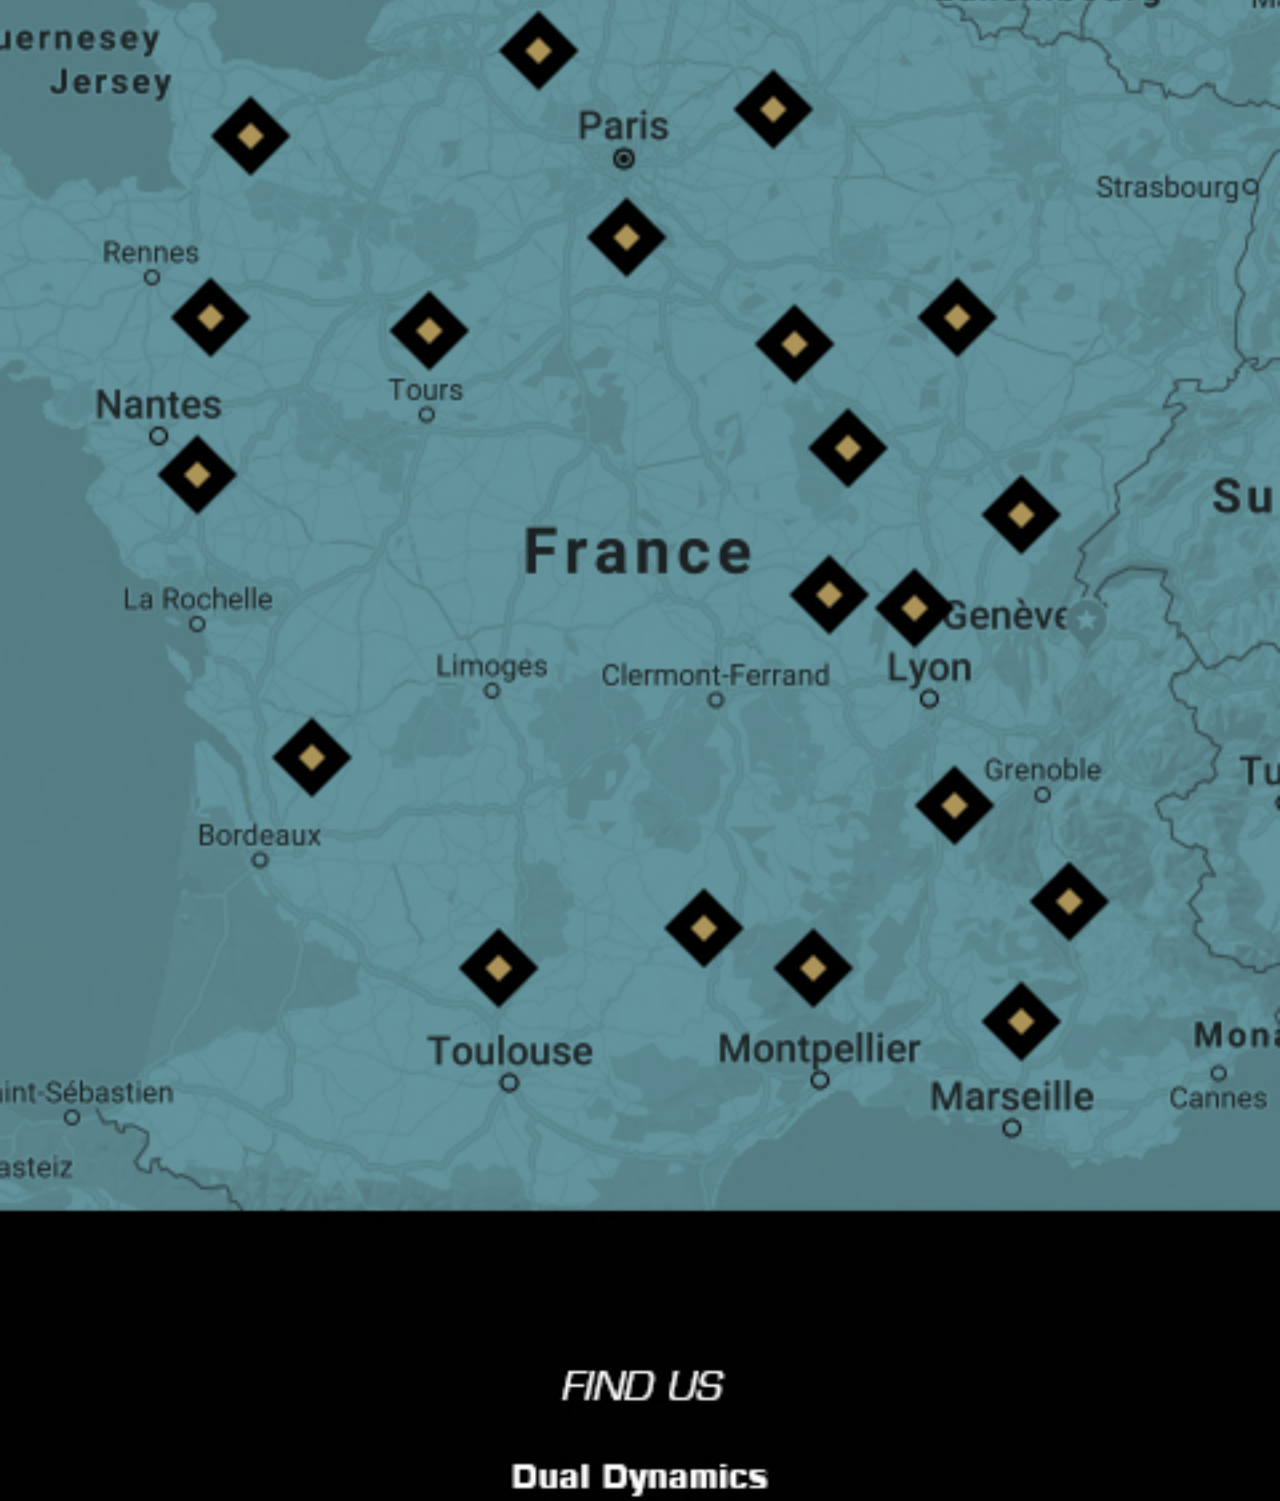 uernesey
Jersey
Paris
Strasbourg
Rennes
Tours
Nantes
Su
France
La Rochelle
Genève
Limoges
Clermont-Ferrand
Lyon
Grenoble
Tu
Bordeaux
Toulouse
Montpellier
Mona
Marseille
Cannes
aint-Sébastien
asteiz
FIND US
Dual Dynamics